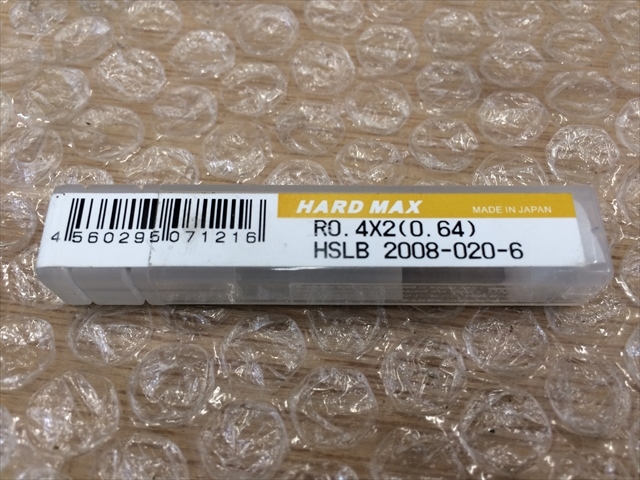 HARD MAX MADE IN JAPAN
R0.4X2(0.64)
HSLB 2008-020-6
4 560295 071216